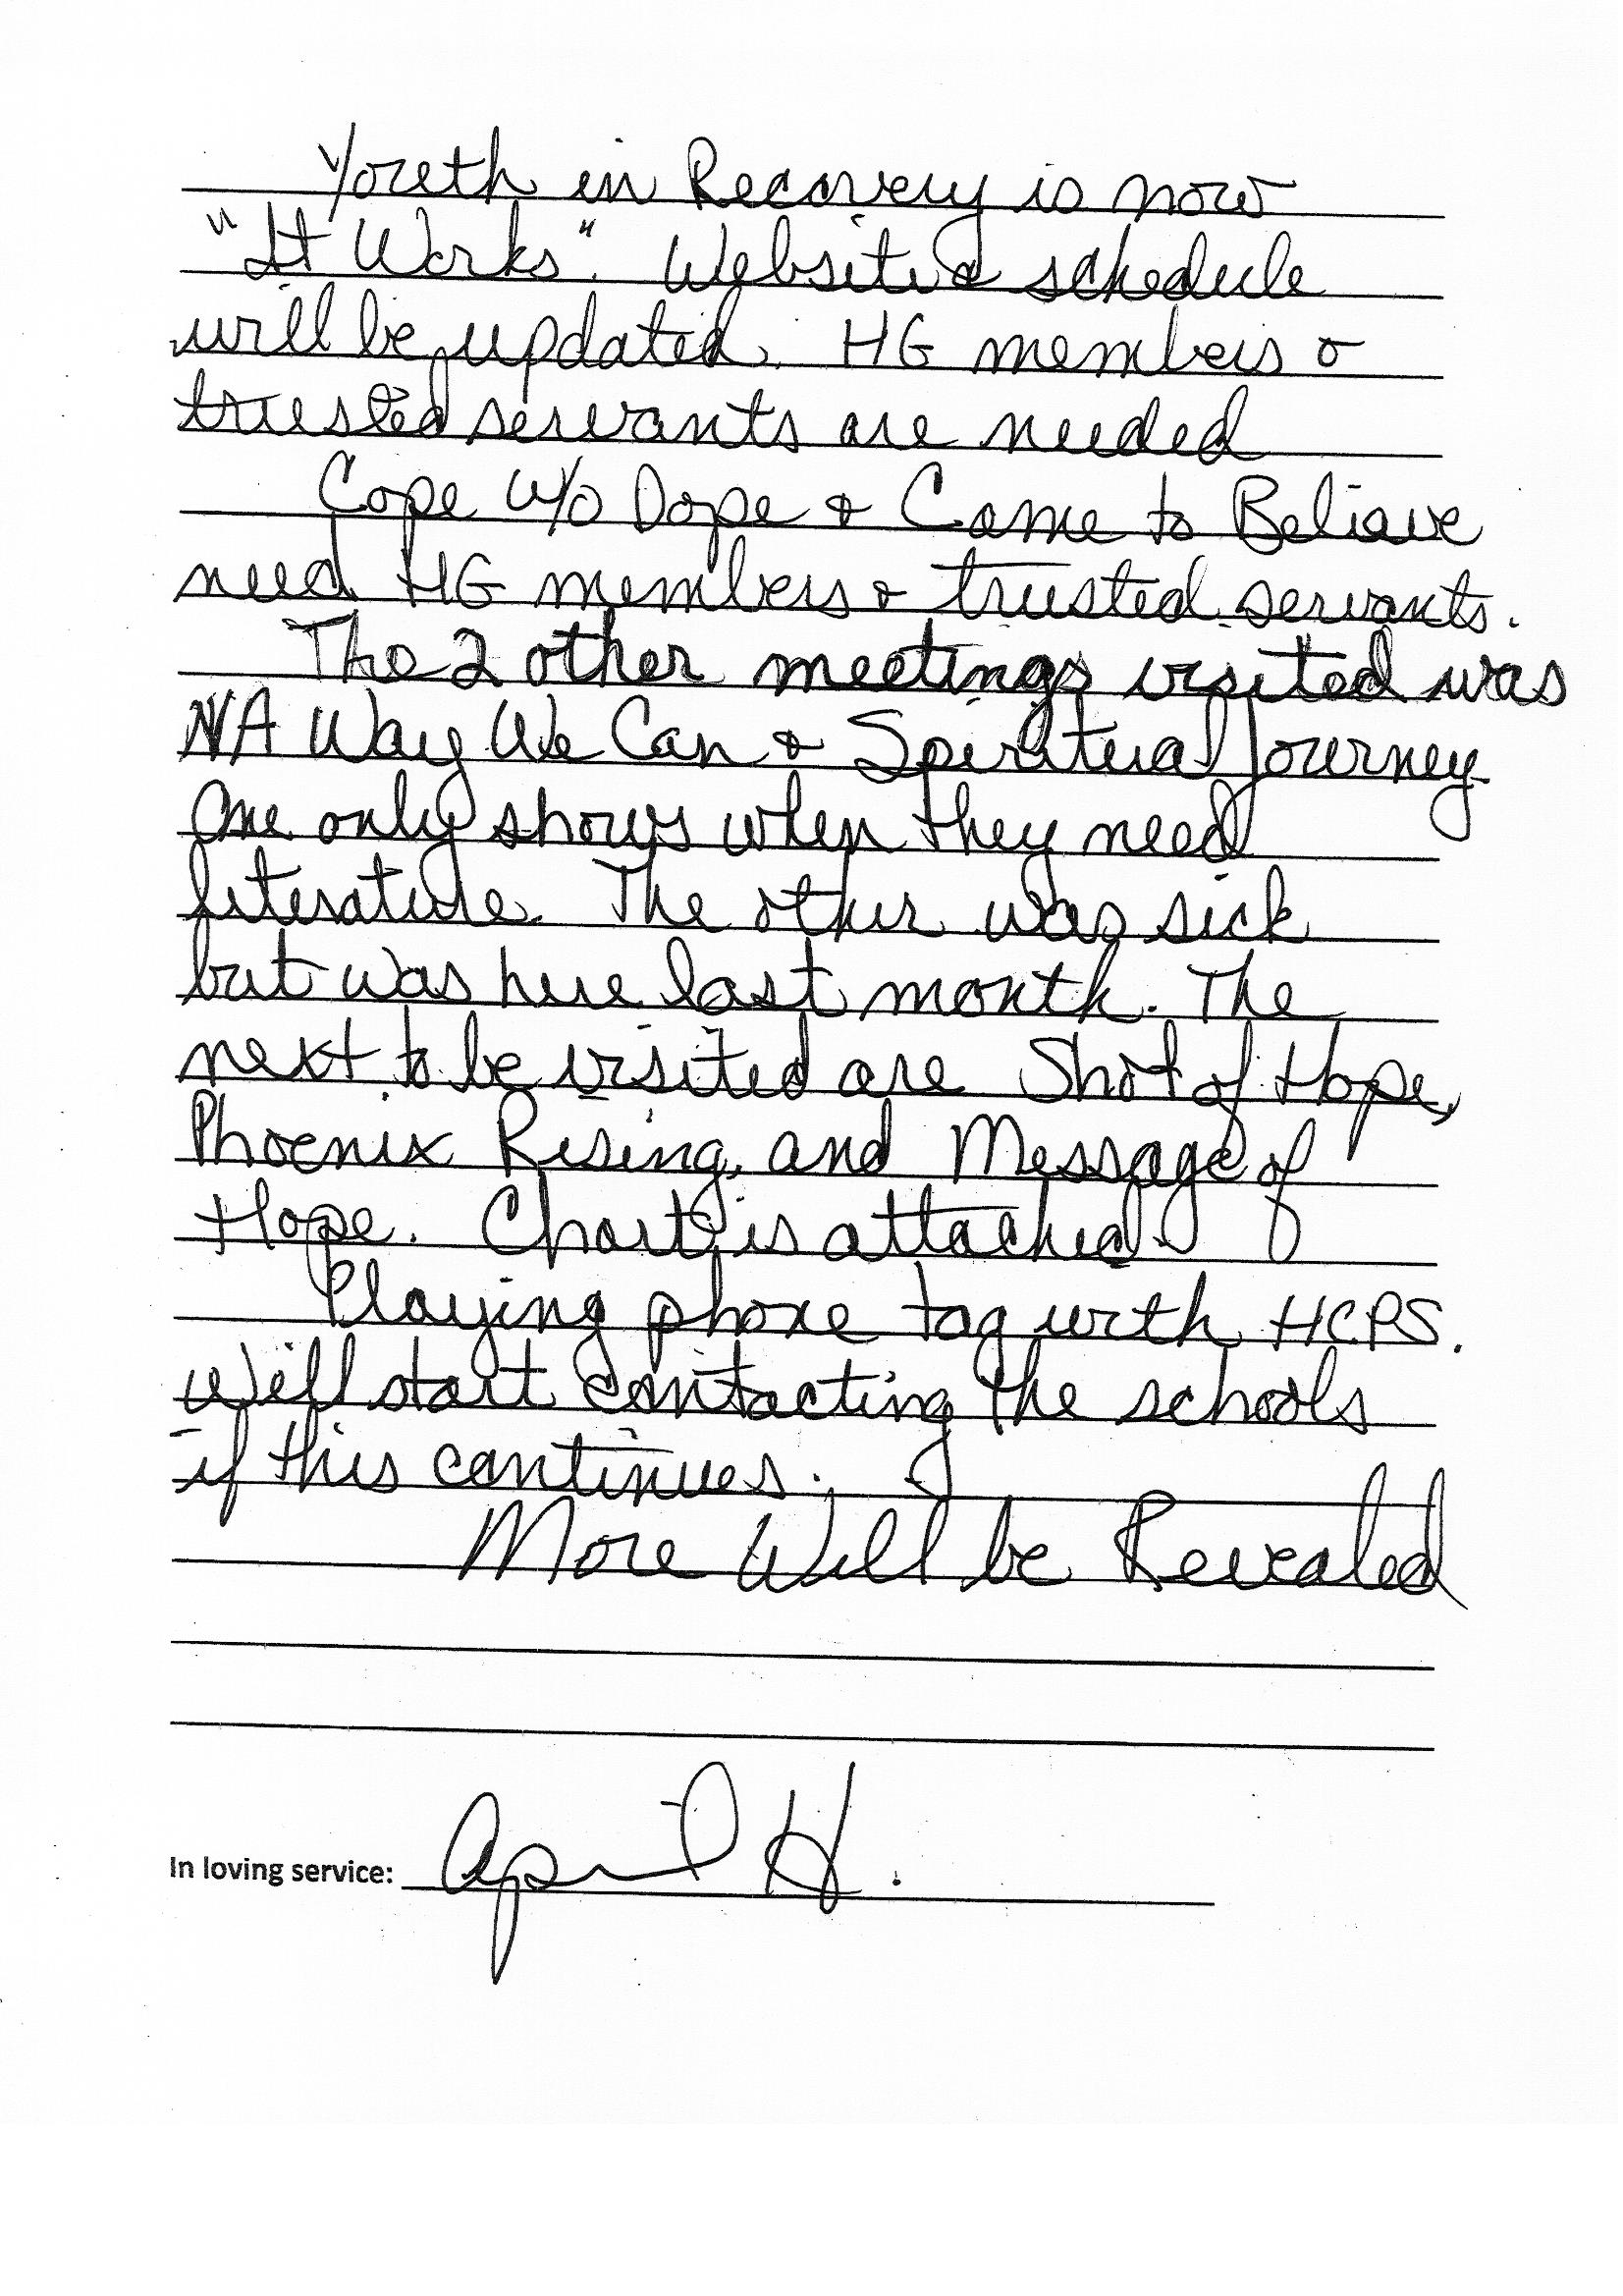 Youth in Recovery is now
"It Works". Website & schedule
will be updated. HG members &
trusted servants are needed
Cope w/o Dope & Came to Believe
need HG members & trusted servants.
The 2 other meetings visited was
NA Way We Can & Spiritual Journey
One only shows when they need
literature. The other was sick
but was here last month. The
next to be visited are Shot of Hope,
Phoenix Rising, and Message of
Hope. Chart is attached.
Playing phone tag with HCPS.
Will start contacting the schools
if this continues.
More Will be Revealed
In loving service: April H.